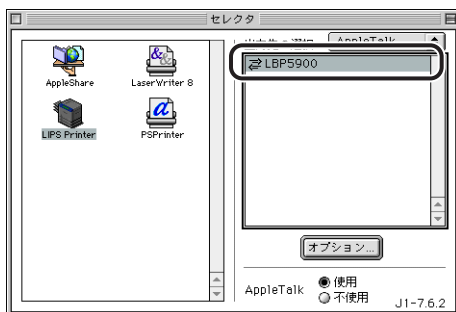 セレクタ
AppleShare
LaserWriter 8
LIPS Printer
PSPrinter
AppleTalk
LBP5900
オプション...
AppleTalk
使用
不使用
J1-7.6.2